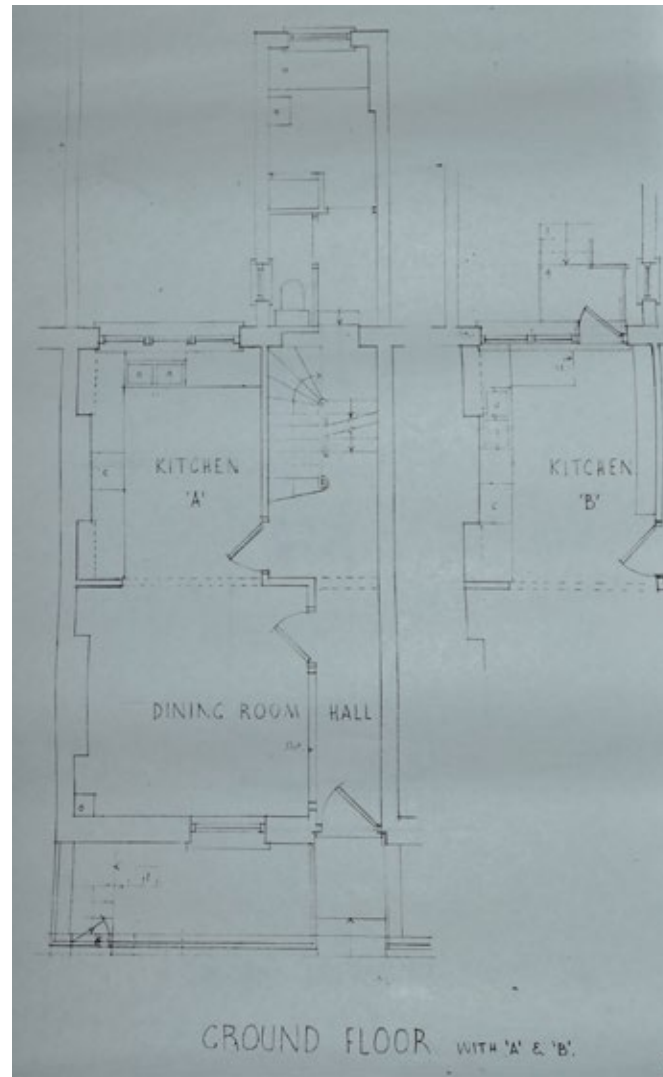 KITCHEN
'A'
KITCHEN
'B'
DINING ROOM
HALL
GROUND FLOOR WITH 'A' & 'B'.